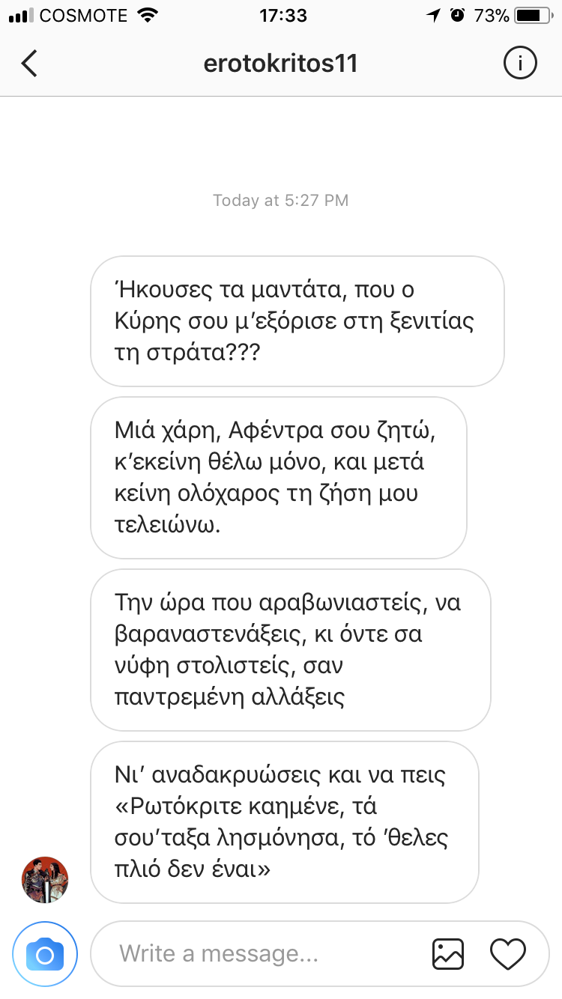 COSMOTE 17:33 73%
erotokritos11
Today at 5:27 PM
Ήκουσες τα μαντάτα, που ο
Κύρης σου μ’εξόρισε στη ξενιτίας
τη στράτα???
Μιά χάρη, Αφέντρα σου ζητώ,
κ’εκείνη θέλω μόνο, και μετά
κείνη ολόχαρος τη ζήση μου
τελειώνω.
Την ώρα που αραβωνιαστείς, να
βαραναστενάξεις, κι όντε σα
νύφη στολιστείς, σαν
παντρεμένη αλλάξεις
Νι’ αναδακρυώσεις και να πεις
«Ρωτόκριτε καημένε, τά
σου’ταξα λησμόνησα, τό ’θελες
πλιό δεν έναι»
Write a message...